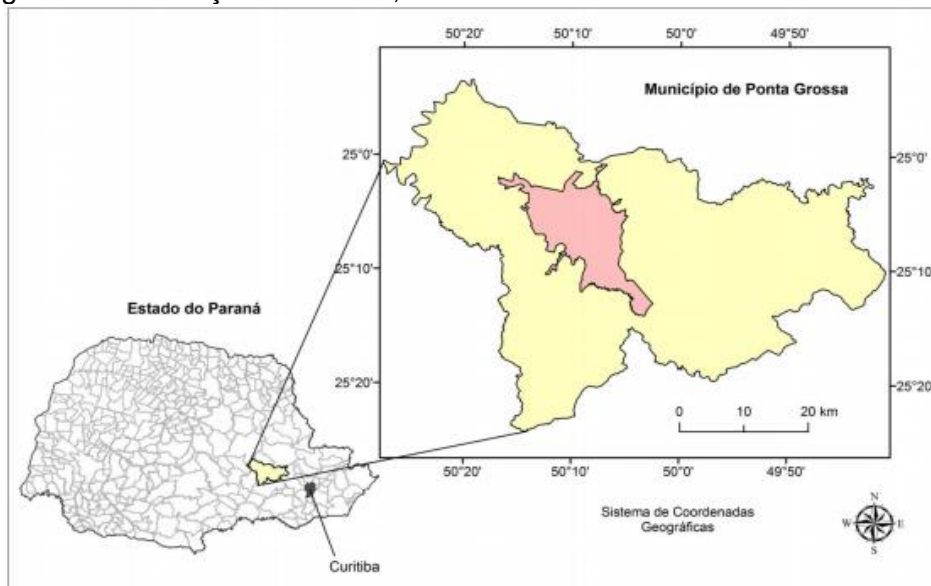 50°20' 50°10' 50°0' 49°50'
Município de Ponta Grossa
25°0' 25°0'
25°10' 25°10'
Estado do Paraná
25°20' 25°20'
0 10 20 km
50°20' 50°10' 50°0' 49°50'
Sistema de Coordenadas
Geográficas
N
W E
S
Curitiba